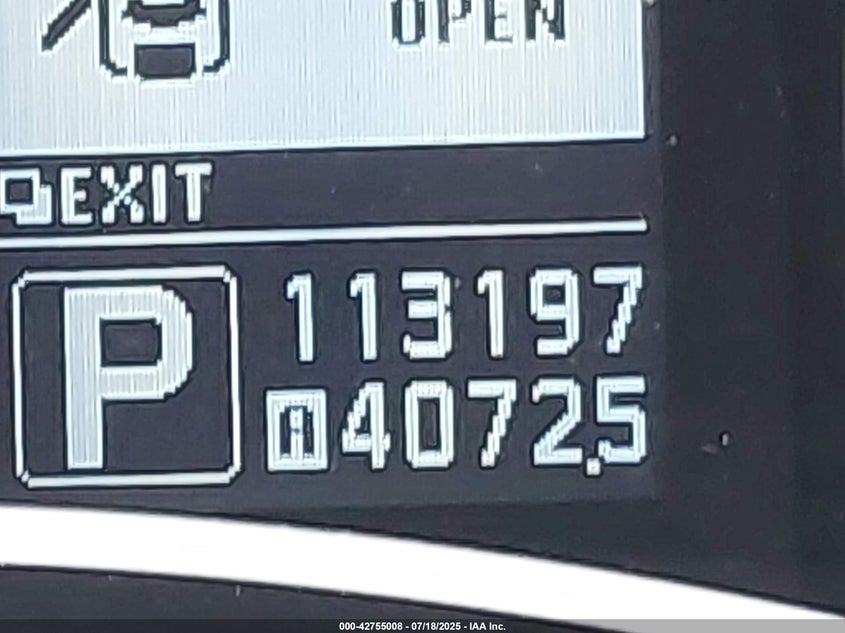 OPEN
EXIT
P
113197
A 4072.5
000-42755008 - 07/18/2025 - IAA Inc.